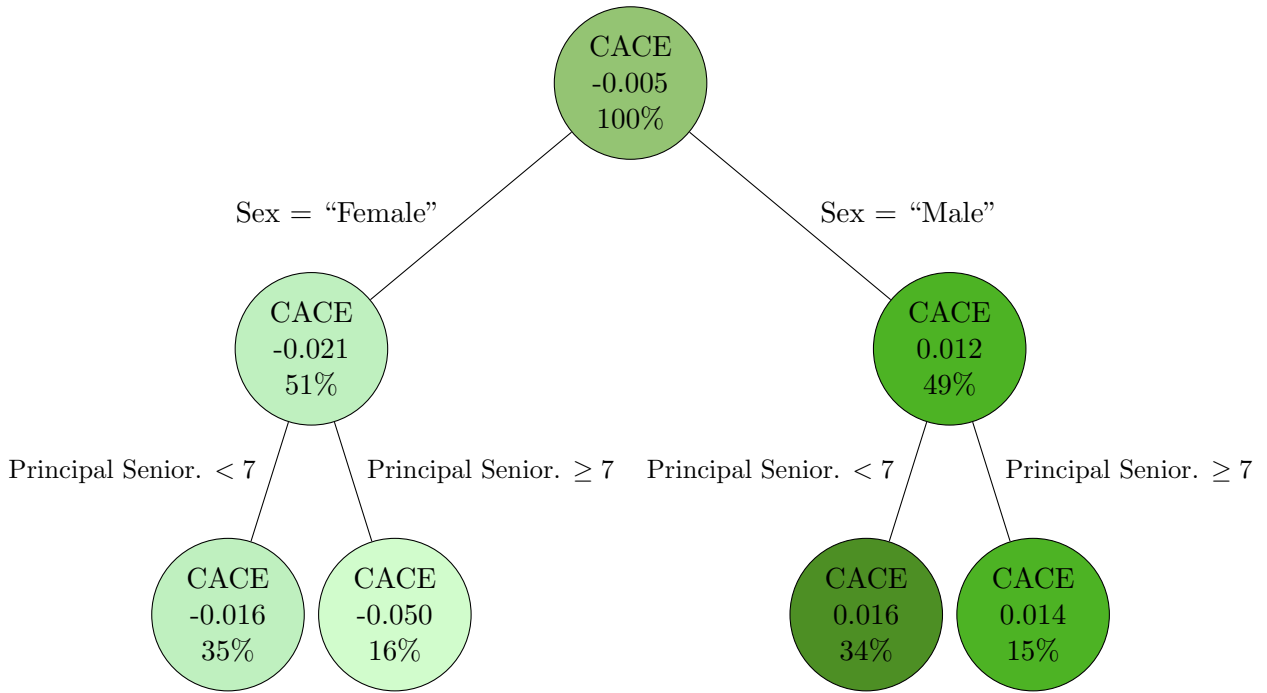 CACE
-0.005
100%
Sex = “Female”
Sex = “Male”
CACE
-0.021
51%
CACE
0.012
49%
Principal Senior. < 7
Principal Senior. ≥ 7
Principal Senior. < 7
Principal Senior. ≥ 7
CACE
-0.016
35%
CACE
-0.050
16%
CACE
0.016
34%
CACE
0.014
15%